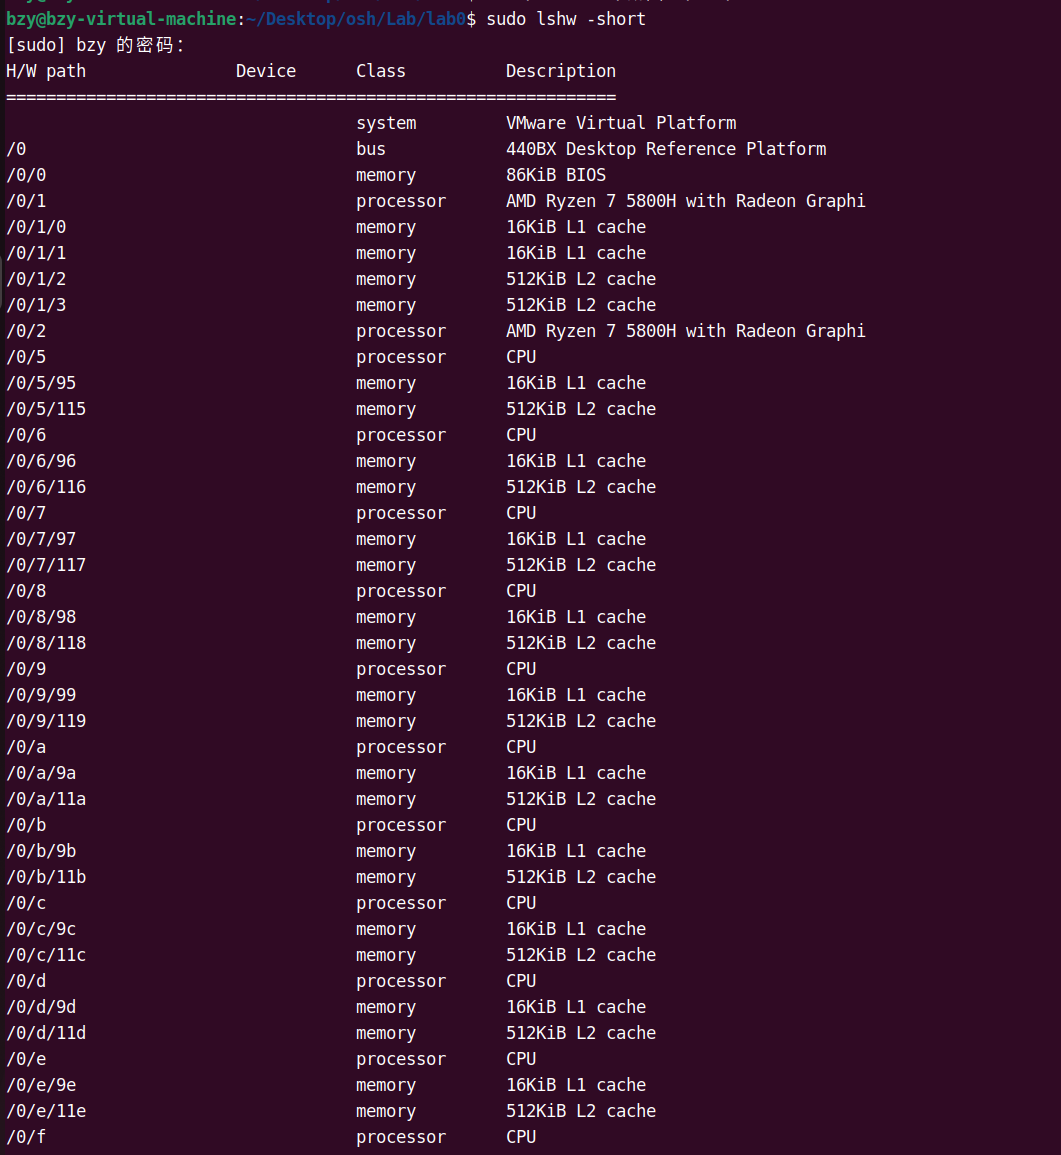 bzy@bzy-virtual-machine:~/Desktop/osh/Lab/lab0$ sudo lshw -short
[sudo] bzy 的密码：
H/W path Device Class Description
=============================================================
system VMware Virtual Platform
/0 bus 440BX Desktop Reference Platform
/0/0 memory 86KiB BIOS
/0/1 processor AMD Ryzen 7 5800H with Radeon Graphi
/0/1/0 memory 16KiB L1 cache
/0/1/1 memory 16KiB L1 cache
/0/1/2 memory 512KiB L2 cache
/0/1/3 memory 512KiB L2 cache
/0/2 processor AMD Ryzen 7 5800H with Radeon Graphi
/0/5 processor CPU
/0/5/95 memory 16KiB L1 cache
/0/5/115 memory 512KiB L2 cache
/0/6 processor CPU
/0/6/96 memory 16KiB L1 cache
/0/6/116 memory 512KiB L2 cache
/0/7 processor CPU
/0/7/97 memory 16KiB L1 cache
/0/7/117 memory 512KiB L2 cache
/0/8 processor CPU
/0/8/98 memory 16KiB L1 cache
/0/8/118 memory 512KiB L2 cache
/0/9 processor CPU
/0/9/99 memory 16KiB L1 cache
/0/9/119 memory 512KiB L2 cache
/0/a processor CPU
/0/a/9a memory 16KiB L1 cache
/0/a/11a memory 512KiB L2 cache
/0/b processor CPU
/0/b/9b memory 16KiB L1 cache
/0/b/11b memory 512KiB L2 cache
/0/c processor CPU
/0/c/9c memory 16KiB L1 cache
/0/c/11c memory 512KiB L2 cache
/0/d processor CPU
/0/d/9d memory 16KiB L1 cache
/0/d/11d memory 512KiB L2 cache
/0/e processor CPU
/0/e/9e memory 16KiB L1 cache
/0/e/11e memory 512KiB L2 cache
/0/f processor CPU